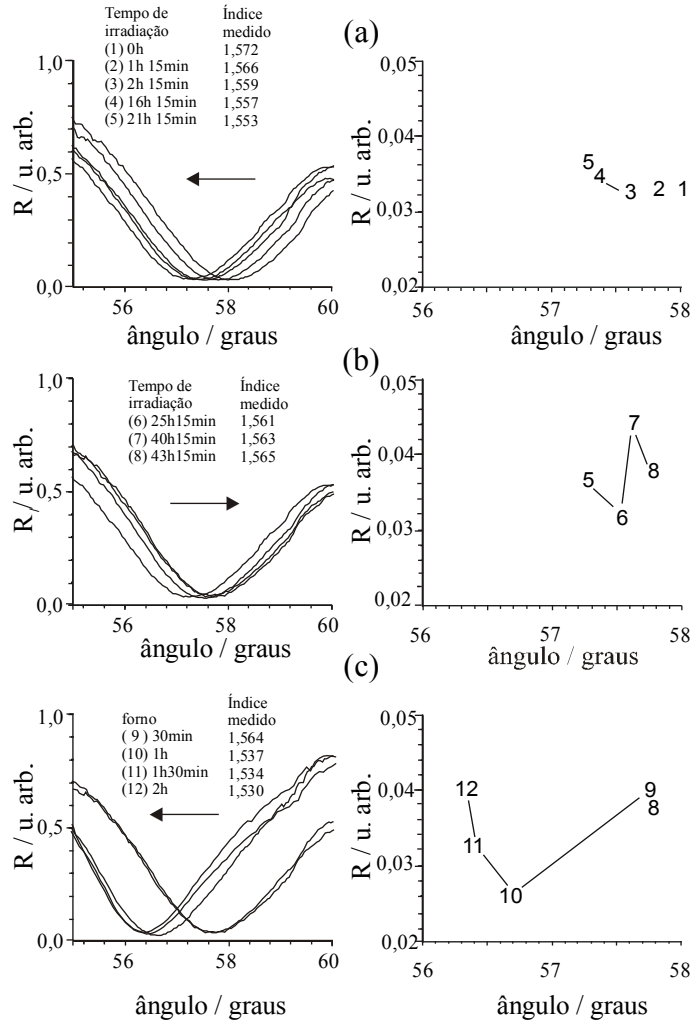 Tempo de irradiação Índice medido
(1) 0h 1,572
(2) 1h 15min 1,566
(3) 2h 15min 1,559
(4) 16h 15min 1,557
(5) 21h 15min 1,553
(a)
1,0
0,5
0,0
R / u. arb.
56 58 60
ângulo / graus
0,05
0,04
0,03
0,02
R / u. arb.
5
4
3 2 1
56 57 58
ângulo / graus
(b)
Tempo de irradiação Índice medido
(6) 25h15min 1,561
(7) 40h15min 1,563
(8) 43h15min 1,565
1,0
0,5
0,0
R / u. arb.
56 58 60
ângulo / graus
0,05
0,04
0,03
0,02
R / u. arb.
7
8
5
6
56 57 58
ângulo / graus
(c)
forno Índice medido
( 9 ) 30min 1,564
(10) 1h 1,537
(11) 1h30min 1,534
(12) 2h 1,530
1,0
0,5
0,0
R / u. arb.
56 58 60
ângulo / graus
0,05
0,04
0,03
0,02
R / u. arb.
12 9
8
11
10
56 57 58
ângulo / graus